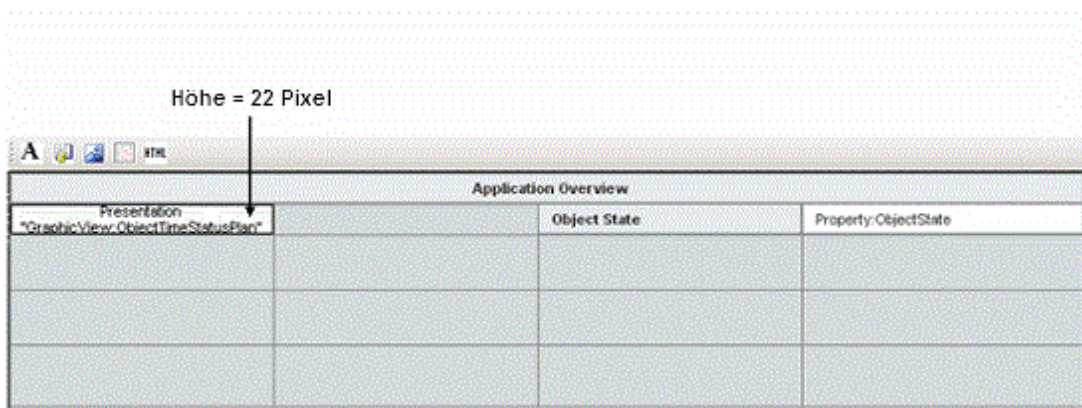 Höhe = 22 Pixel
A HTML
Application Overview
Presentation
"GraphicView:ObjectTimeStatusPlan"
Object State
Property:ObjectState